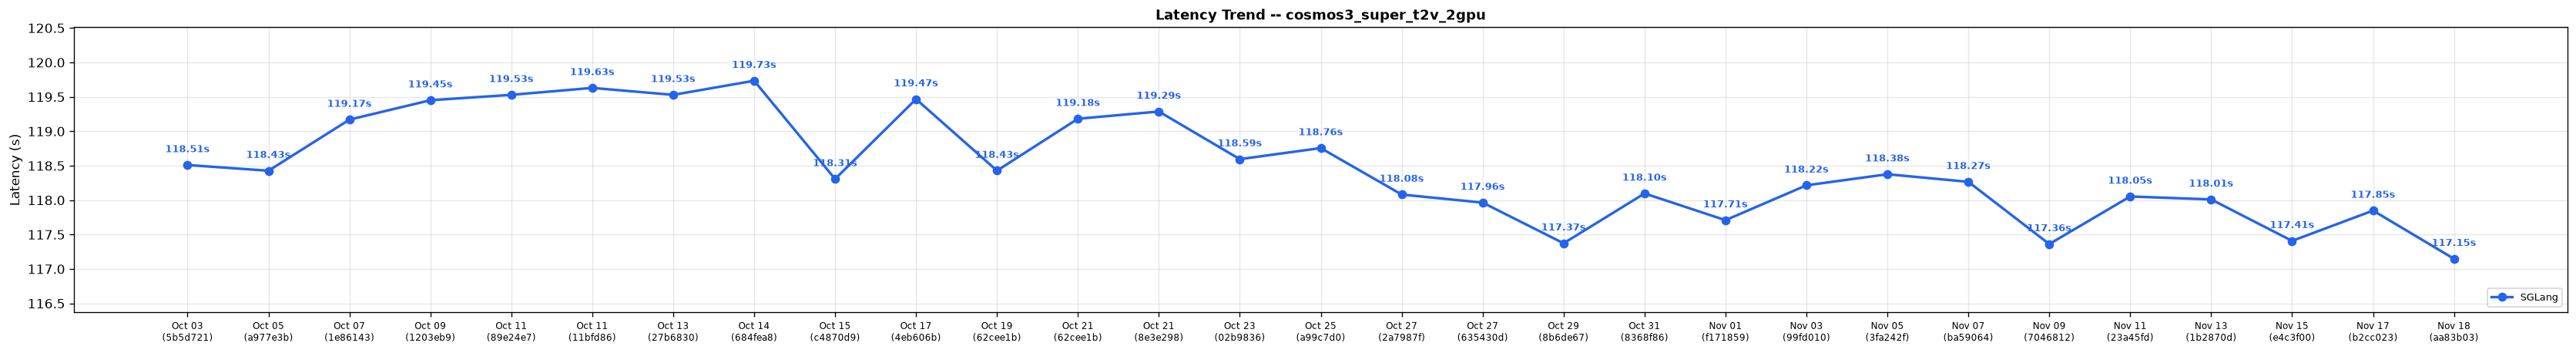 Latency Trend -- cosmos3_super_t2v_2gpu
Latency (s)
120.5
120.0
119.5
119.0
118.5
118.0
117.5
117.0
116.5
118.51s
118.43s
119.17s
119.45s
119.53s
119.63s
119.53s
119.73s
118.31s
119.47s
118.43s
119.18s
119.29s
118.59s
118.76s
118.08s
117.96s
117.37s
118.10s
117.71s
118.22s
118.38s
118.27s
117.36s
118.05s
118.01s
117.41s
117.85s
117.15s
SGLang
Oct 03
(5b5d721)
Oct 05
(a977e3b)
Oct 07
(1e86143)
Oct 09
(1203eb9)
Oct 11
(89e24e7)
Oct 11
(11bfd86)
Oct 13
(27b6830)
Oct 14
(684fea8)
Oct 15
(c4870d9)
Oct 17
(4eb606b)
Oct 19
(62cee1b)
Oct 21
(62cee1b)
Oct 21
(8e3e298)
Oct 23
(02b9836)
Oct 25
(a99c7d0)
Oct 27
(2a7987f)
Oct 27
(635430d)
Oct 29
(8b6de67)
Oct 31
(8368f86)
Nov 01
(f171859)
Nov 03
(99fd010)
Nov 05
(3fa242f)
Nov 07
(ba59064)
Nov 09
(7046812)
Nov 11
(23a45fd)
Nov 13
(1b2870d)
Nov 15
(e4c3f00)
Nov 17
(b2cc023)
Nov 18
(aa83b03)